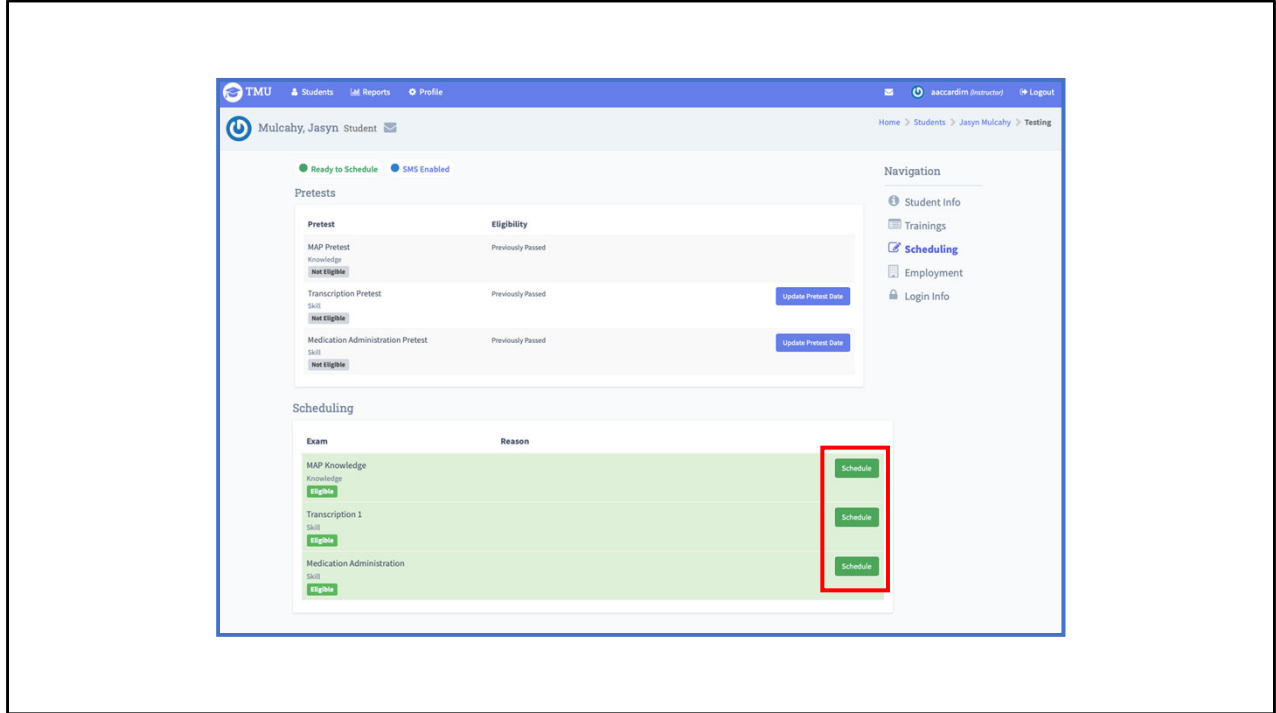 TMU Students Reports Profile aaccardim (Instructor) Logout
Mulcahy, Jasyn Student
Home > Students > Jasyn Mulcahy > Testing
Ready to Schedule SMS Enabled
Pretests
Pretest Eligibility
MAP Pretest Previously Passed
Knowledge
Not Eligible
Transcription Pretest Previously Passed Update Pretest Date
Skill
Not Eligible
Medication Administration Pretest Previously Passed Update Pretest Date
Skill
Not Eligible
Navigation
Student Info
Trainings
Scheduling
Employment
Login Info
Scheduling
Exam Reason
MAP Knowledge Schedule
Knowledge
Eligible
Transcription 1 Schedule
Skill
Eligible
Medication Administration Schedule
Skill
Eligible